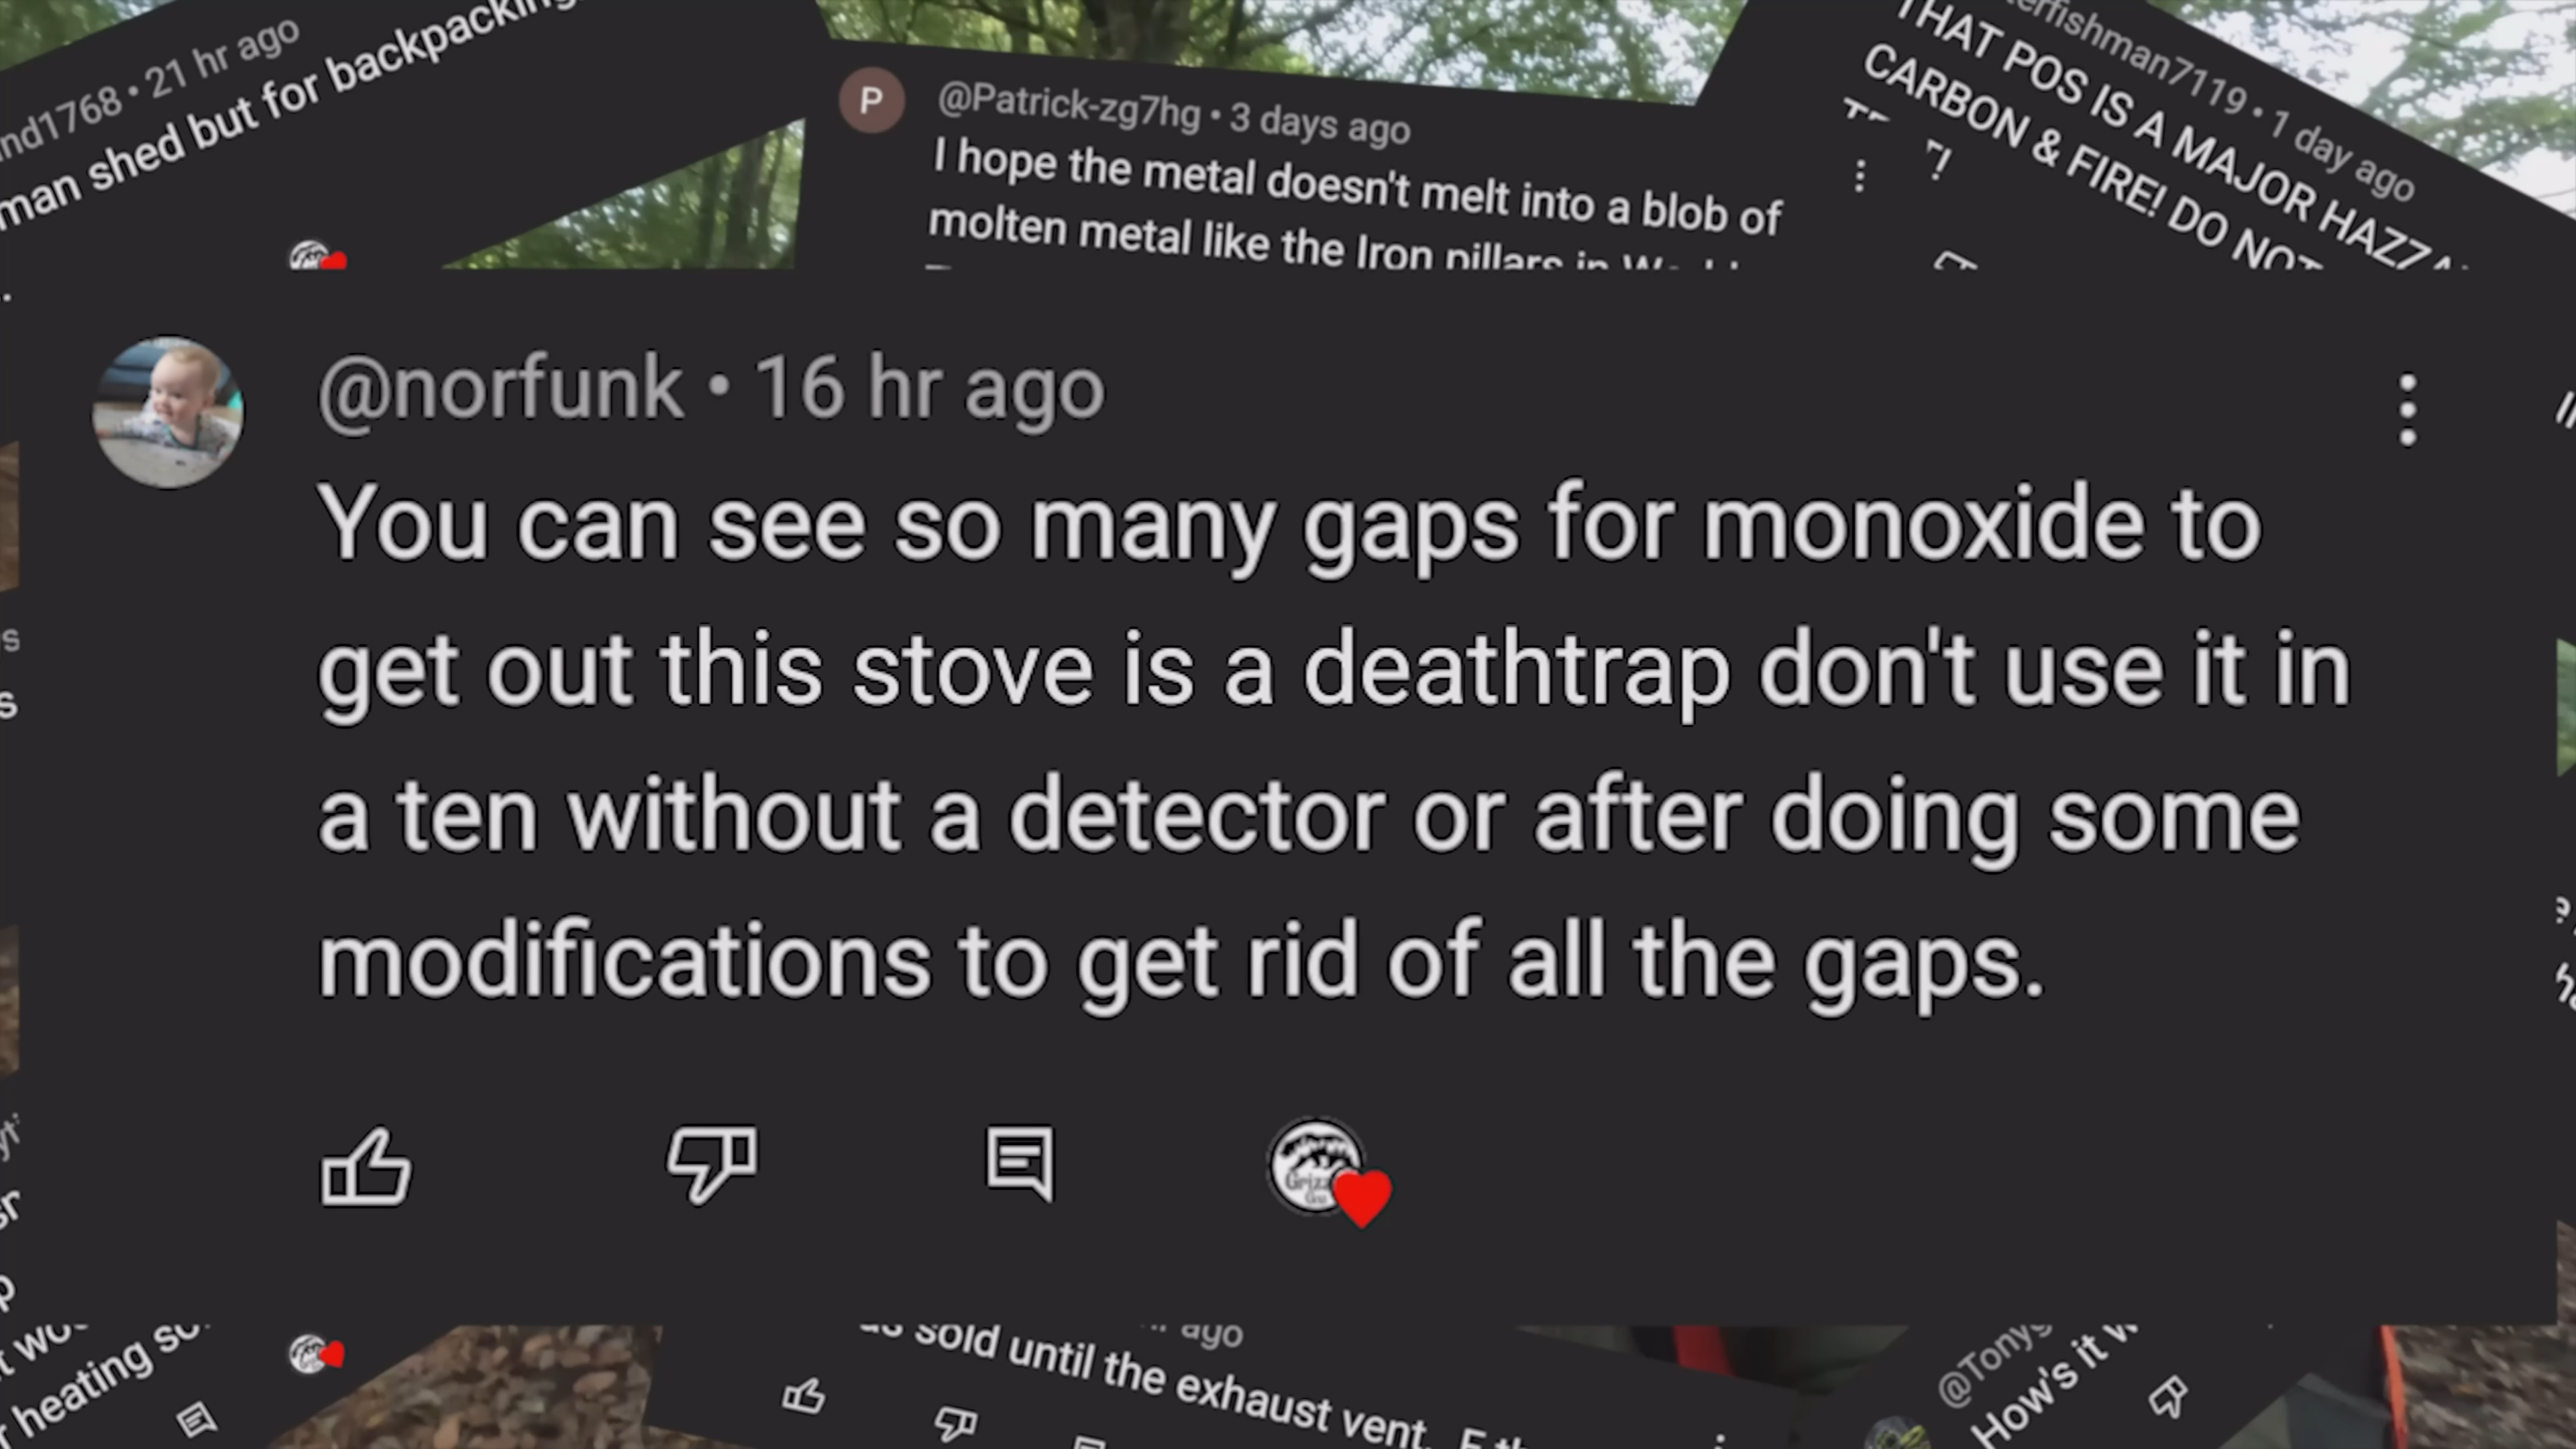 21 hr ago
man shed but for backpacking
P
@Patrick-zg7hg • 3 days ago
I hope the metal doesn't melt into a blob of
molten metal like the Iron pillars in
1 day ago
THAT POS IS A MAJOR
CARBON & FIRE! DO NOT
@norfunk • 16 hr ago
You can see so many gaps for monoxide to
get out this stove is a deathtrap don't use it in
a ten without a detector or after doing some
modifications to get rid of all the gaps.
heating
ago
sold until the exhaust vent.
How's it